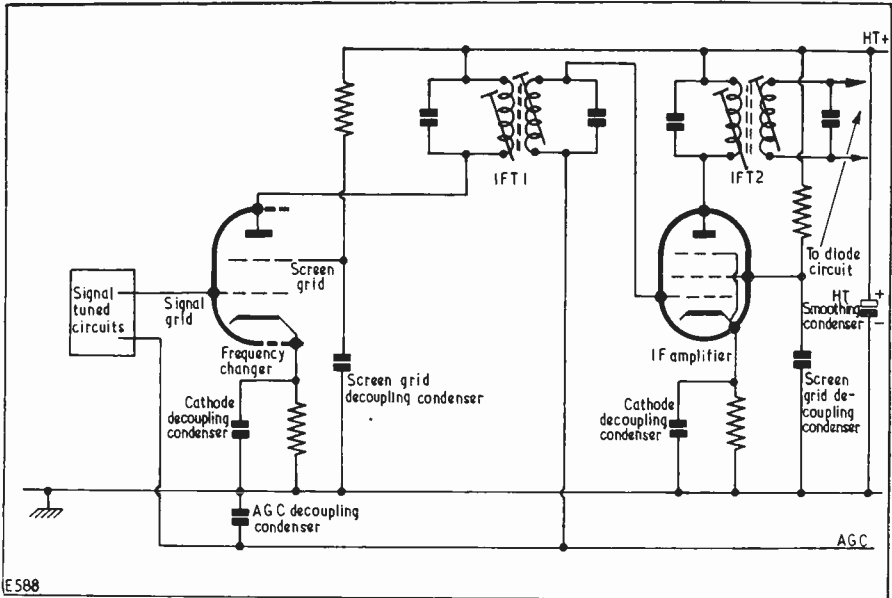 HT+
IFT1
IFT2
Screen
grid
Signal
tuned
circuits
Signal
grid
To diode
circuit
HT
Smoothing
condenser
+
−
Frequency
changer
IF amplifier
Screen grid
decoupling condenser
Cathode
decoupling
condenser
Cathode
decoupling
condenser
Screen
grid de-
coupling
condenser
AGC decoupling
condenser
AGC
E588